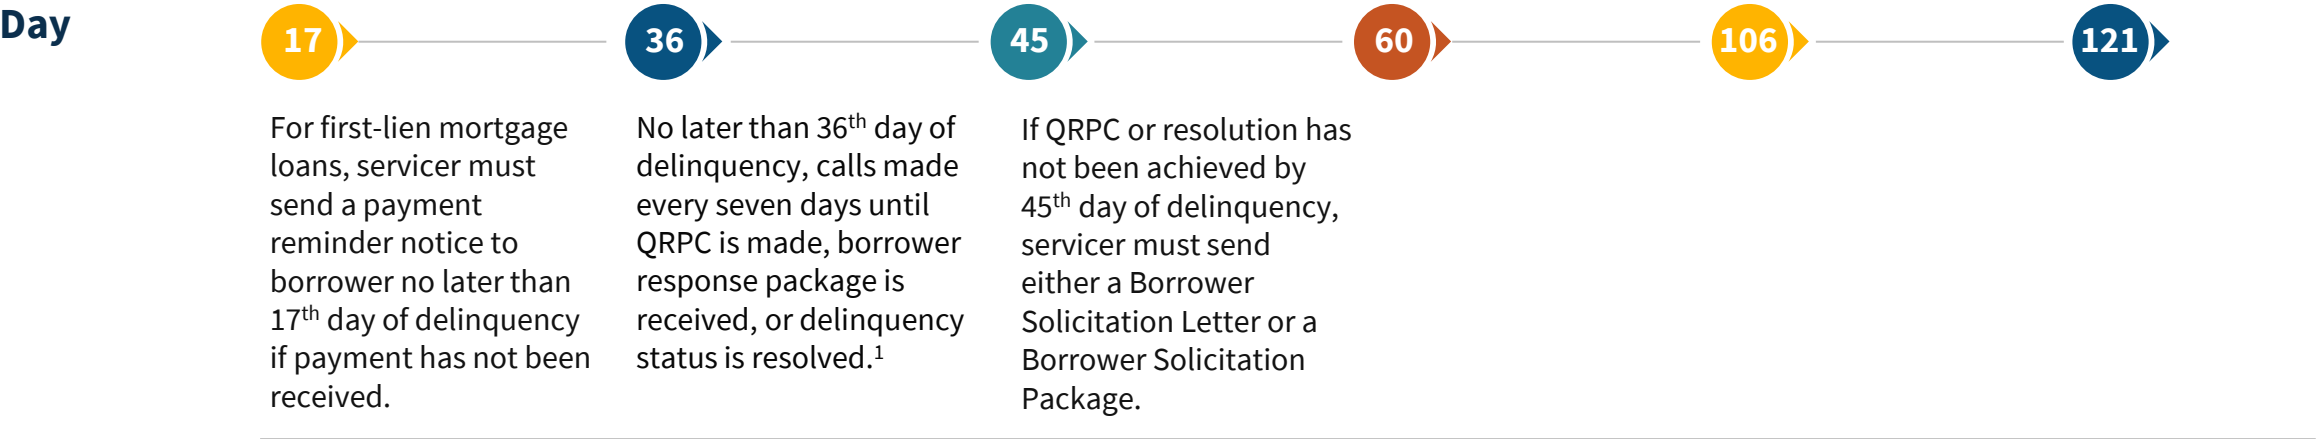 Day
17
36
45
60
106
121
For first-lien mortgage
loans, servicer must
send a payment
reminder notice to
borrower no later than
17th day of delinquency
if payment has not been
received.
No later than 36th day of
delinquency, calls made
every seven days until
QRPC is made, borrower
response package is
received, or delinquency
status is resolved.1
If QRPC or resolution has
not been achieved by
45th day of delinquency,
servicer must send
either a Borrower
Solicitation Letter or a
Borrower Solicitation
Package.